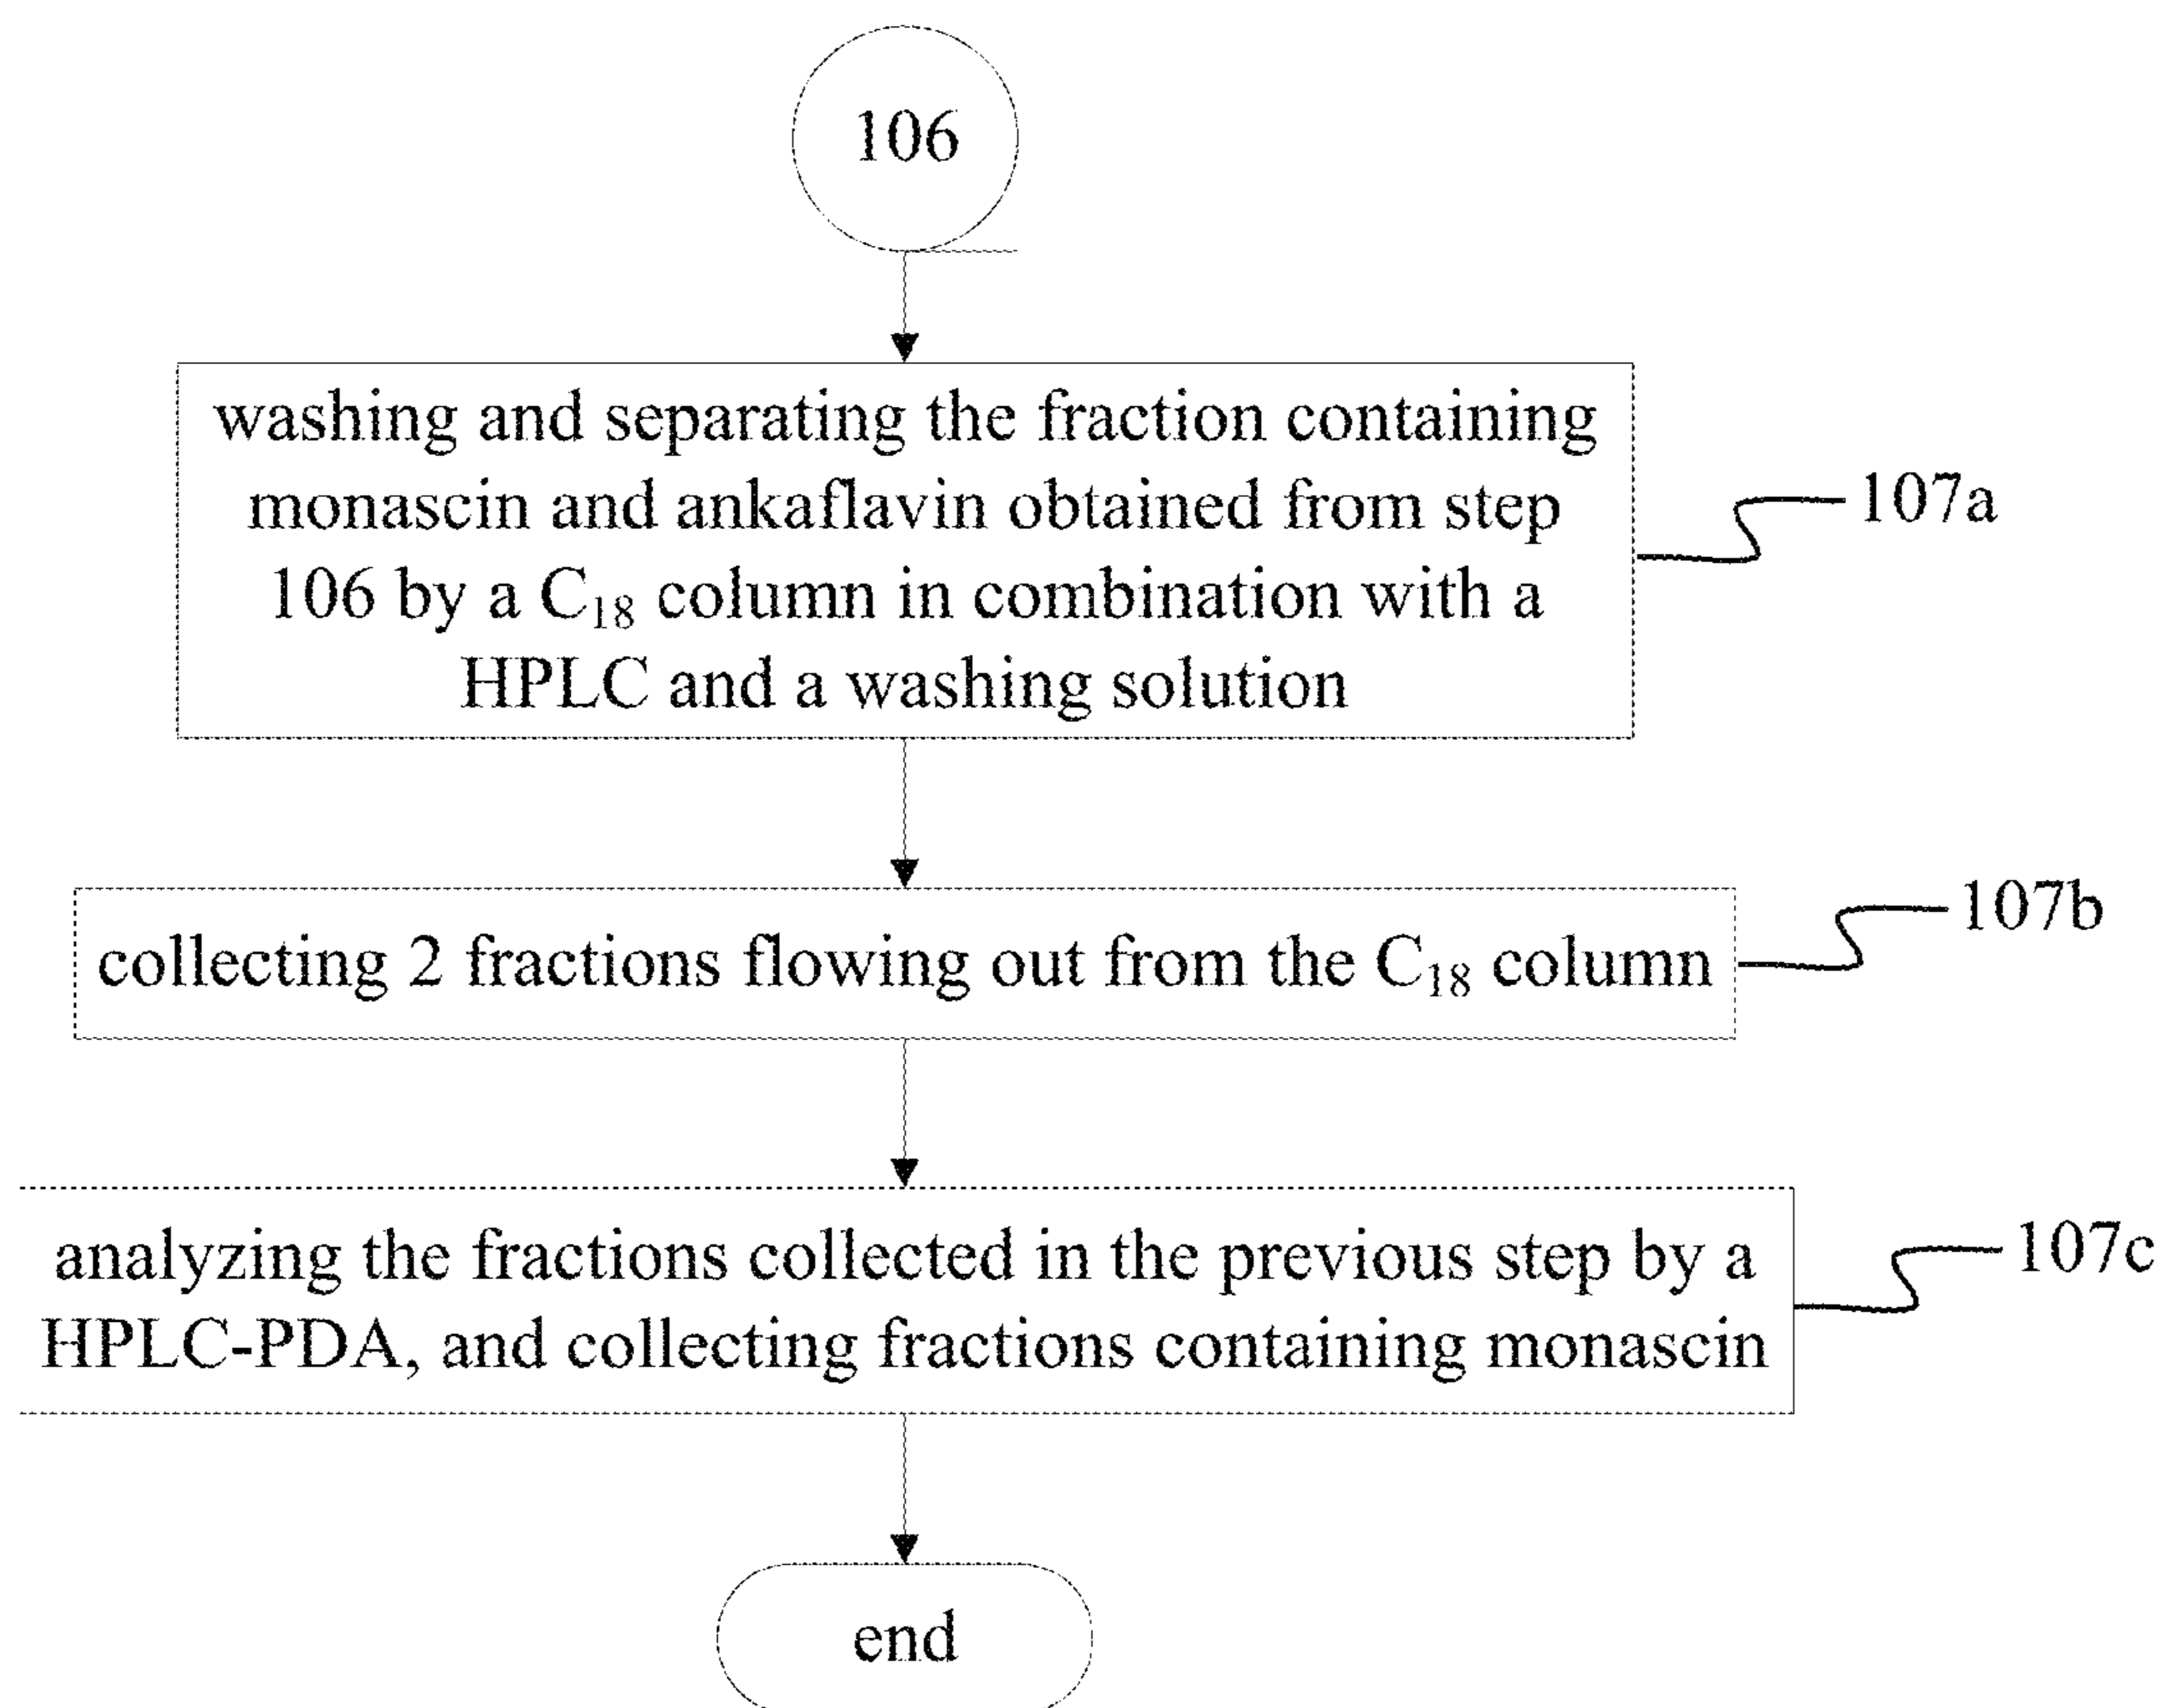 106
washing and separating the fraction containing
monascin and ankaflavin obtained from step
106 by a C₁₈ column in combination with a
HPLC and a washing solution
107a
collecting 2 fractions flowing out from the C₁₈ column
107b
analyzing the fractions collected in the previous step by a
HPLC-PDA, and collecting fractions containing monascin
107c
end